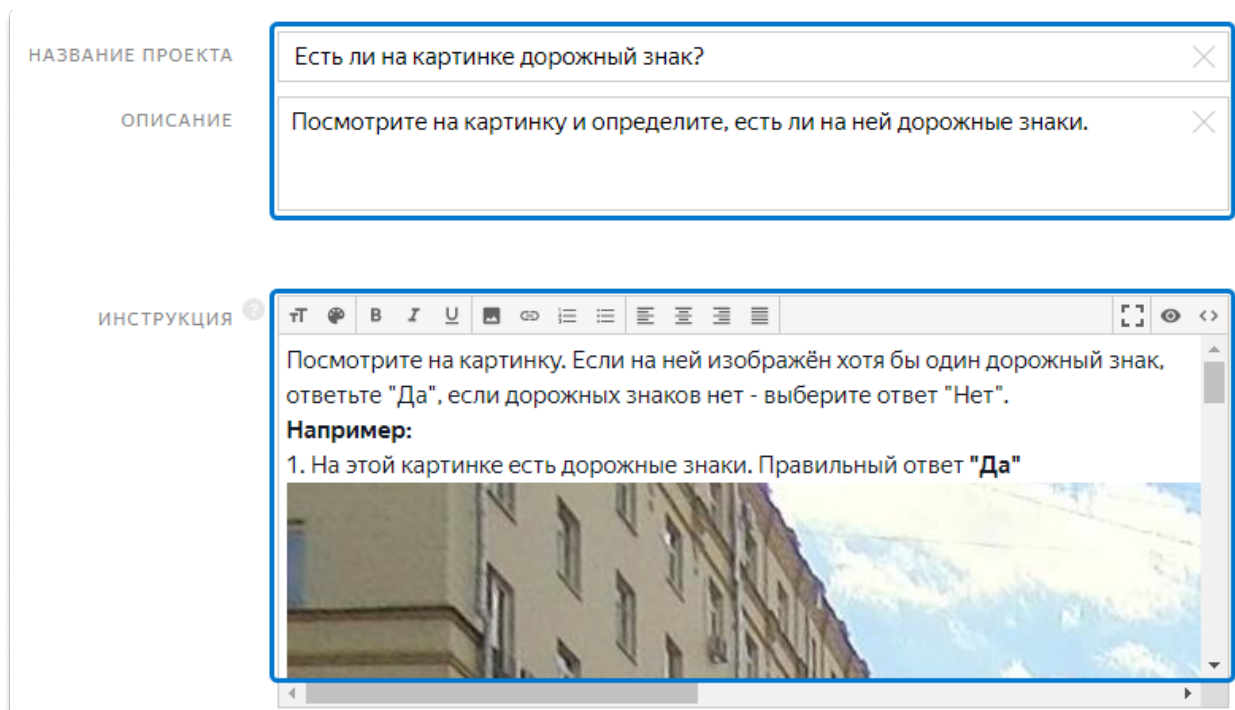 НАЗВАНИЕ ПРОЕКТА
Есть ли на картинке дорожный знак?
ОПИСАНИЕ
Посмотрите на картинку и определите, есть ли на ней дорожные знаки.
ИНСТРУКЦИЯ ?
тТ B I U
Посмотрите на картинку. Если на ней изображён хотя бы один дорожный знак,
ответьте "Да", если дорожных знаков нет - выберите ответ "Нет".
Например:
1. На этой картинке есть дорожные знаки. Правильный ответ "Да"